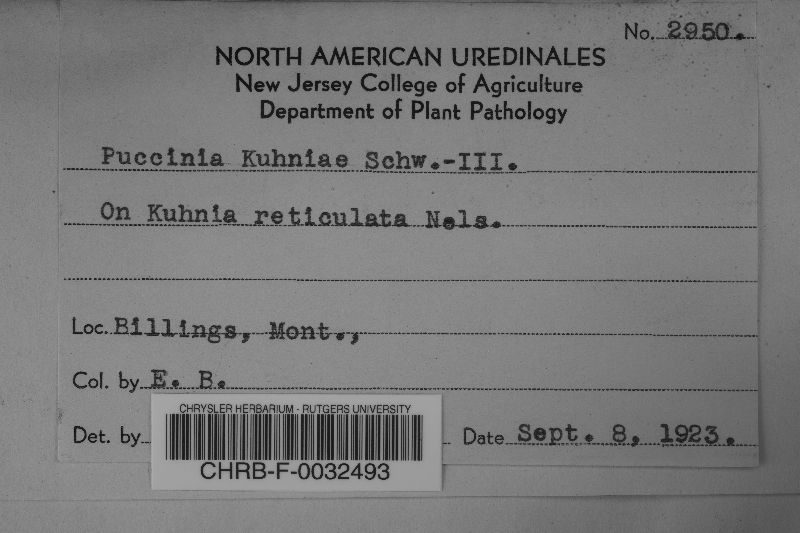 No. 2950.
NORTH AMERICAN UREDINALES
New Jersey College of Agriculture
Department of Plant Pathology
Puccinia Kuhniae Schw.-III.
On Kuhnia reticulata Nels.
Loc. Billings, Mont.,
Col. by E. B.
Det. by
Date Sept. 8, 1923.
CHRYSLER HERBARIUM - RUTGERS UNIVERSITY
CHRB-F-0032493